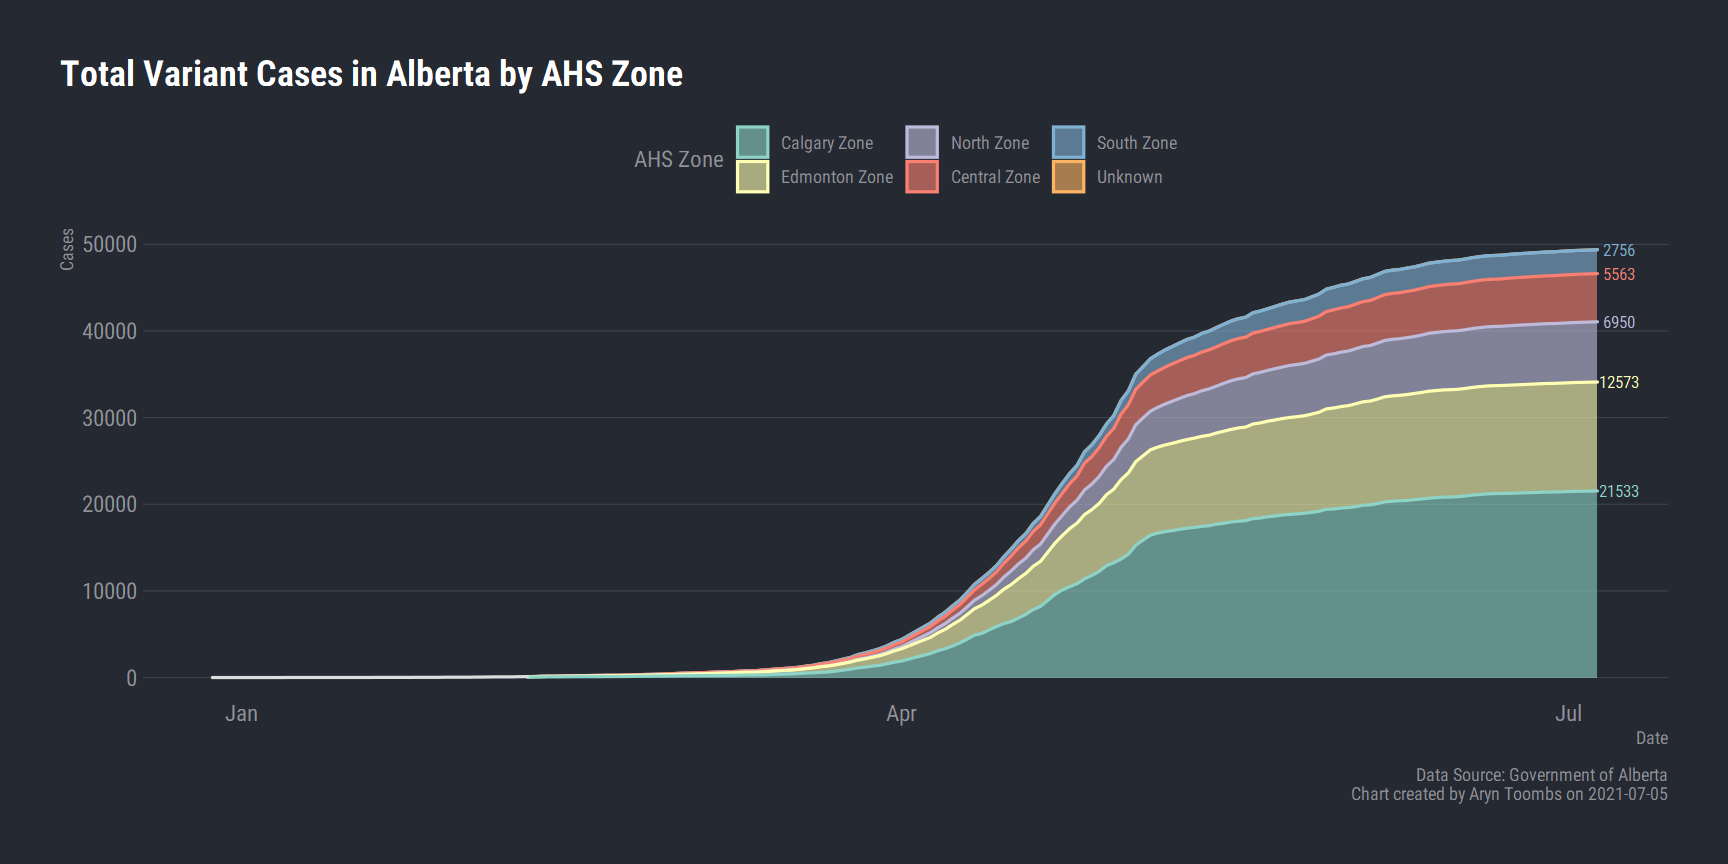 Total Variant Cases in Alberta by AHS Zone
AHS Zone
Calgary Zone
North Zone
South Zone
Edmonton Zone
Central Zone
Unknown
Cases
50000
40000
30000
20000
10000
0
2756
5563
6950
12573
21533
Jan
Apr
Jul
Date
Data Source: Government of Alberta
Chart created by Aryn Toombs on 2021-07-05